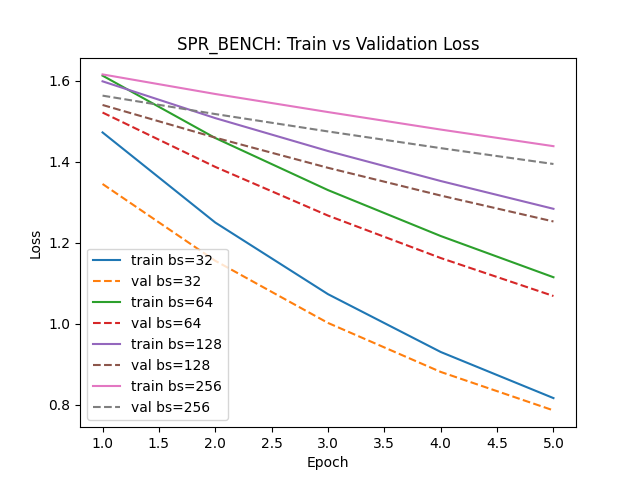 SPR_BENCH: Train vs Validation Loss
1.6
1.4
1.2
1.0
0.8
Loss
train bs=32
val bs=32
train bs=64
val bs=64
train bs=128
val bs=128
train bs=256
val bs=256
1.0 1.5 2.0 2.5 3.0 3.5 4.0 4.5 5.0
Epoch